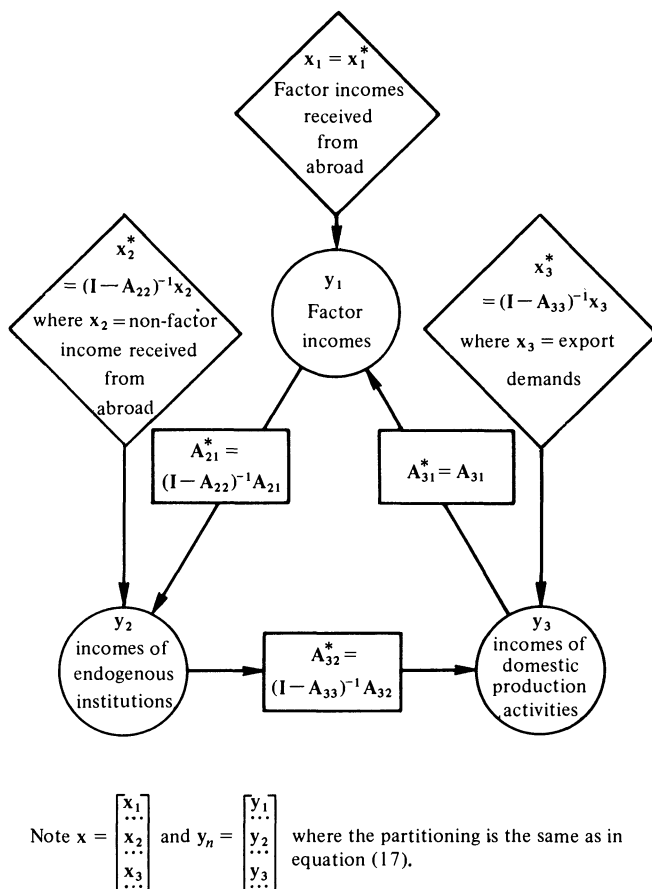 x₁ = x₁*
Factor incomes
received
from
abroad
x₂*
= (I − A₂₂)⁻¹x₂
where x₂ = non-factor
income received
from
abroad
x₃*
= (I − A₃₃)⁻¹x₃
where x₃ = export
demands
y₁
Factor
incomes
A₂₁* =
(I − A₂₂)⁻¹A₂₁
A₃₁* = A₃₁
y₂
incomes of
endogenous
institutions
A₃₂* =
(I − A₃₃)⁻¹A₃₂
y₃
incomes of
domestic
production
activities
Note x = [x₁ ... x₂ ... x₃ ...] and yₙ = [y₁ ... y₂ ... y₃ ...] where the partitioning is the same as in
equation (17).